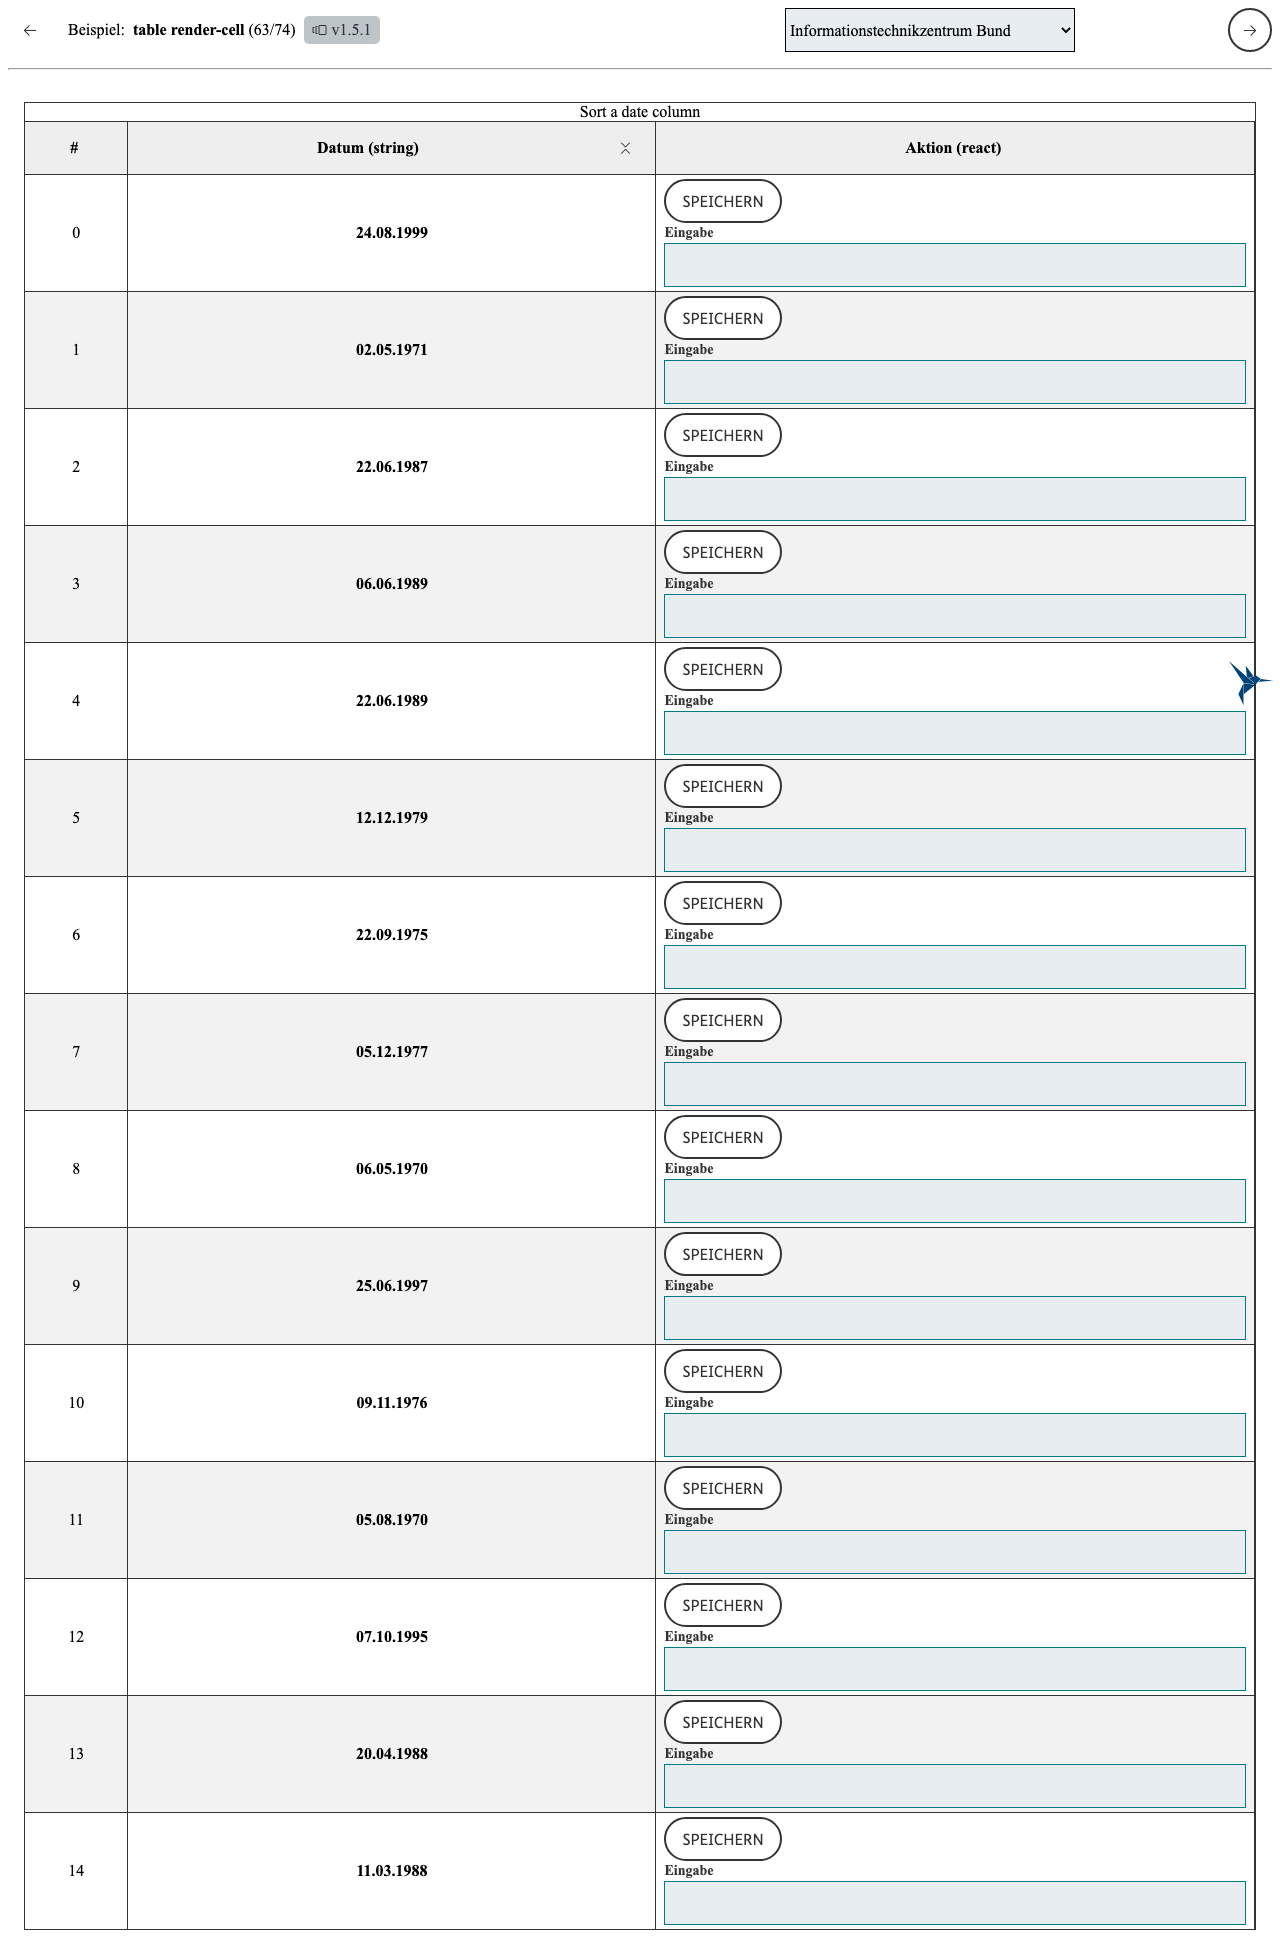 Beispiel: table render-cell (63/74) v1.5.1 Informationstechnikzentrum Bund
Sort a date column
# Datum (string) Aktion (react)
SPEICHERN
0 24.08.1999 Eingabe
SPEICHERN
1 02.05.1971 Eingabe
SPEICHERN
2 22.06.1987 Eingabe
SPEICHERN
3 06.06.1989 Eingabe
SPEICHERN
4 22.06.1989 Eingabe
SPEICHERN
5 12.12.1979 Eingabe
SPEICHERN
6 22.09.1975 Eingabe
SPEICHERN
7 05.12.1977 Eingabe
SPEICHERN
8 06.05.1970 Eingabe
SPEICHERN
9 25.06.1997 Eingabe
SPEICHERN
10 09.11.1976 Eingabe
SPEICHERN
11 05.08.1970 Eingabe
SPEICHERN
12 07.10.1995 Eingabe
SPEICHERN
13 20.04.1988 Eingabe
SPEICHERN
14 11.03.1988 Eingabe